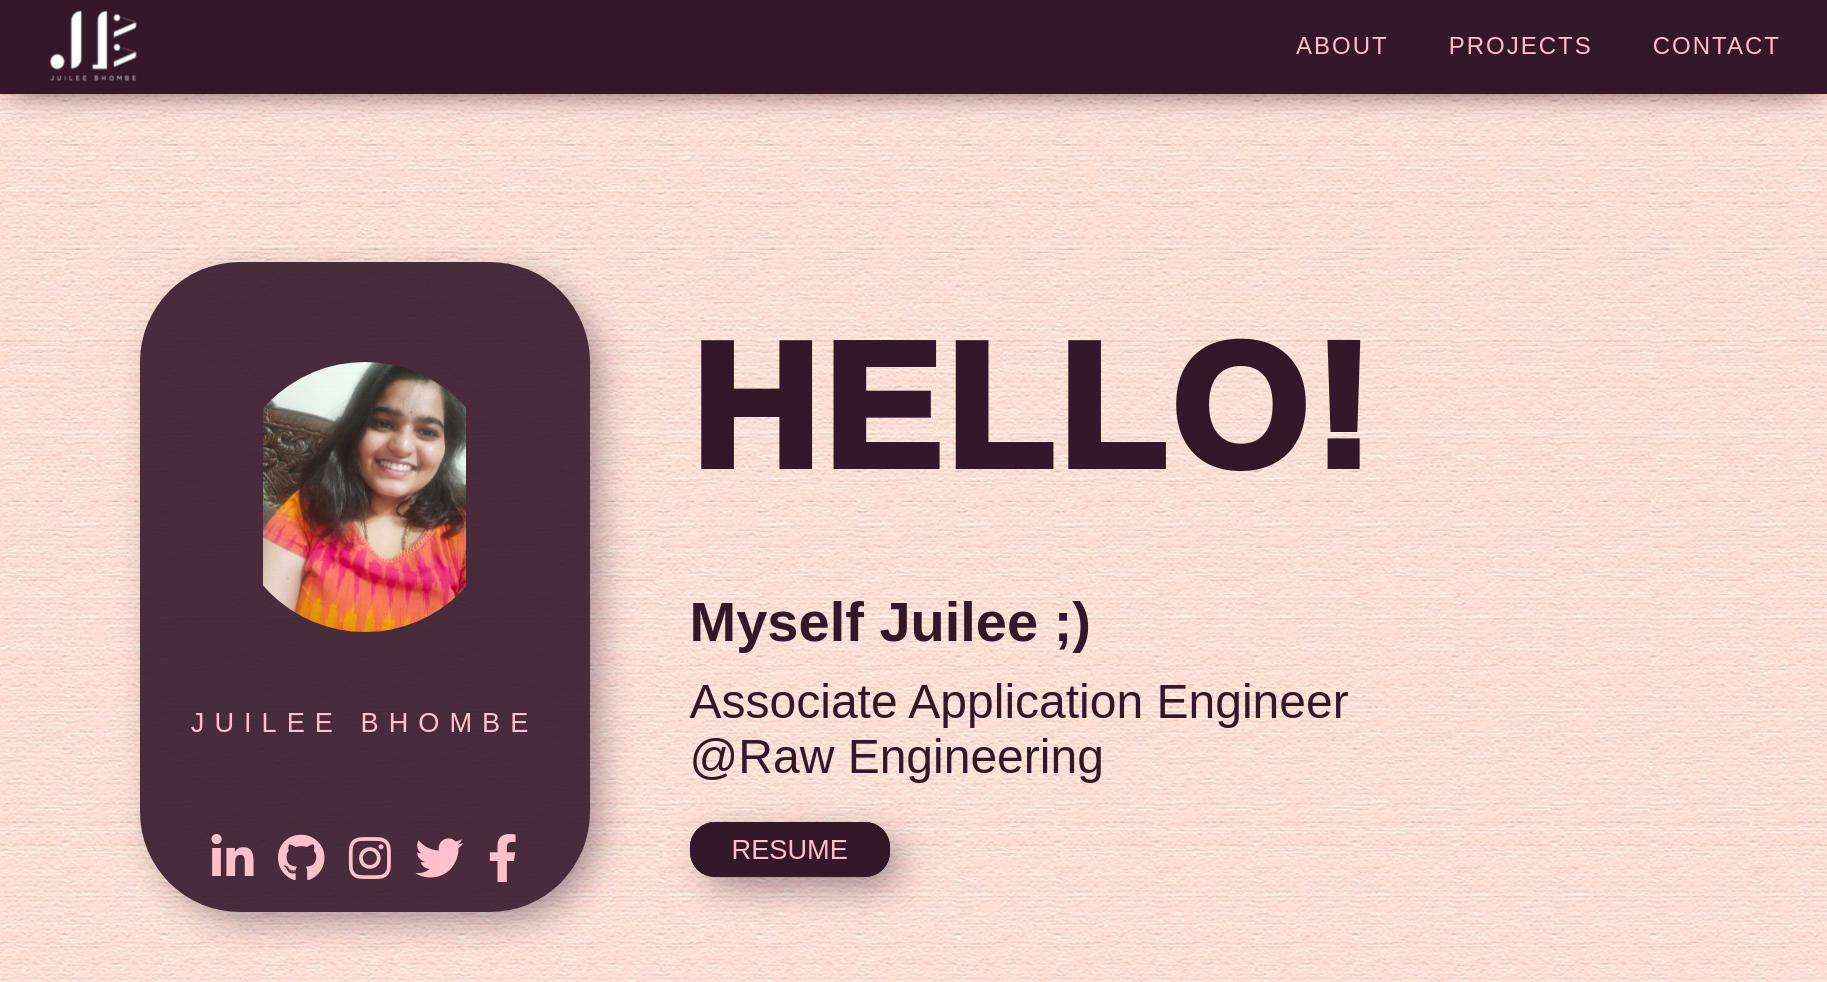 JUILEE BHOMBE
ABOUT PROJECTS CONTACT
JUILEE BHOMBE
HELLO!
Myself Juilee ;)
Associate Application Engineer
@Raw Engineering
RESUME